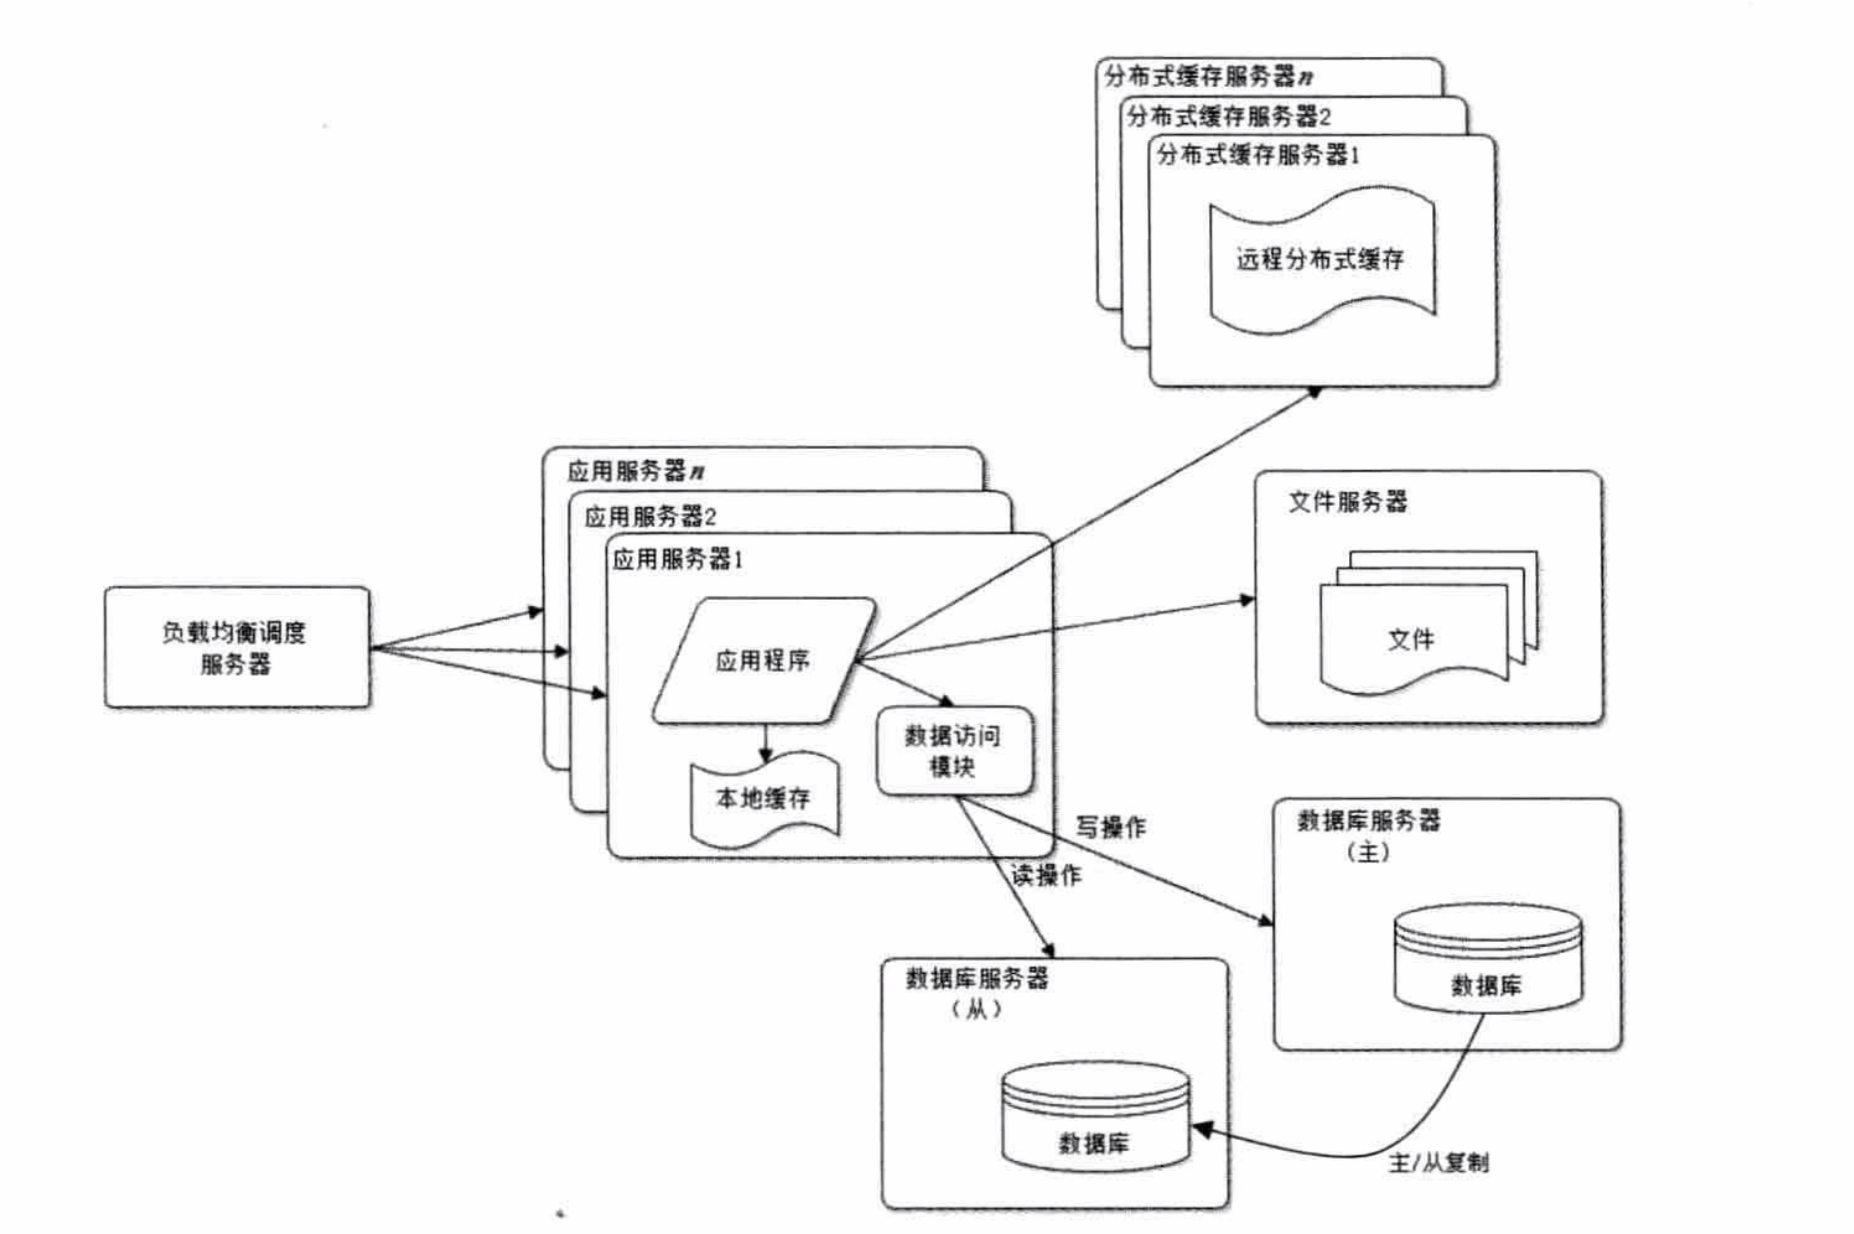 分布式缓存服务器n
分布式缓存服务器2
分布式缓存服务器1
远程分布式缓存
应用服务器n
应用服务器2
应用服务器1
文件服务器
文件
负载均衡调度
服务器
应用程序
数据访问
模块
本地缓存
写操作
读操作
数据库服务器
（主）
数据库
数据库服务器
（从）
数据库
主/从复制